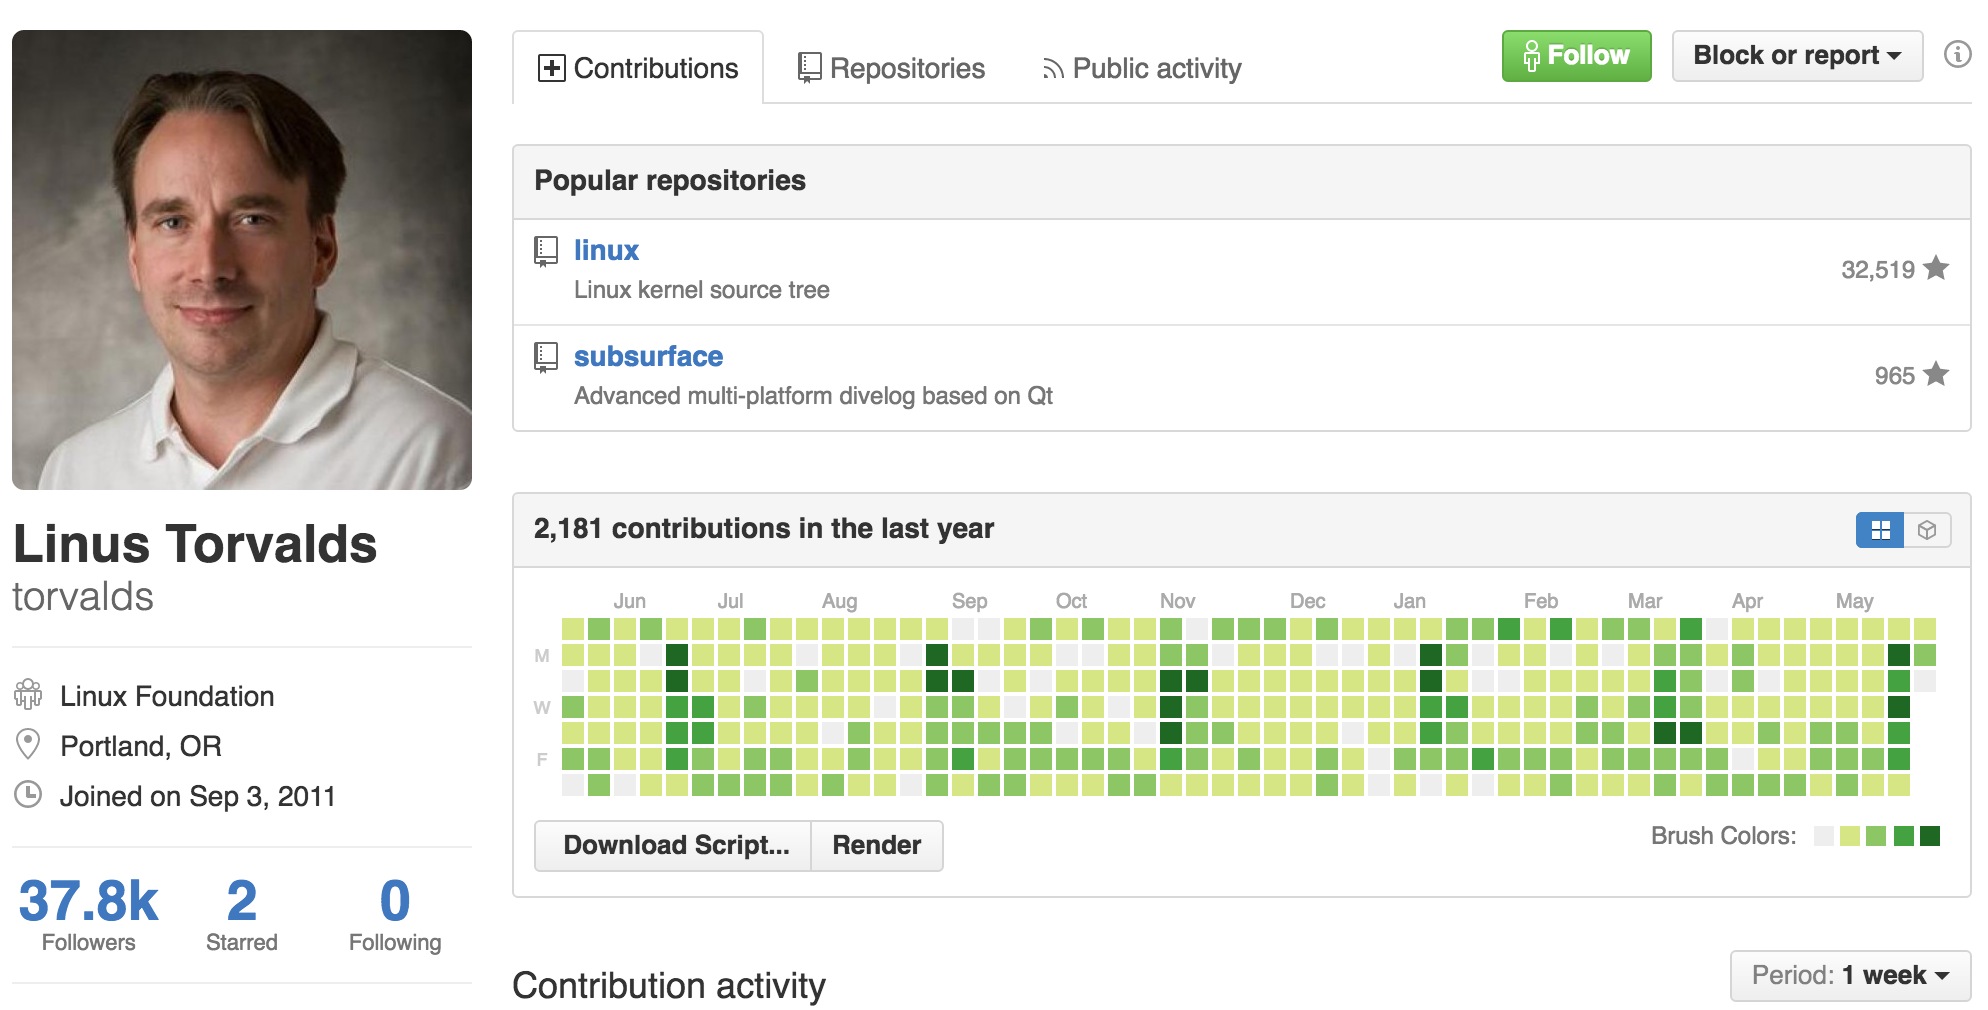 Contributions
Repositories
Public activity
Follow
Block or report
Popular repositories
linux
Linux kernel source tree
32,519
subsurface
Advanced multi-platform divelog based on Qt
965
Linus Torvalds
torvalds
Linux Foundation
Portland, OR
Joined on Sep 3, 2011
37.8k
Followers
2
Starred
0
Following
2,181 contributions in the last year
Jun Jul Aug Sep Oct Nov Dec Jan Feb Mar Apr May
M
W
F
Download Script...
Render
Brush Colors:
Contribution activity
Period: 1 week